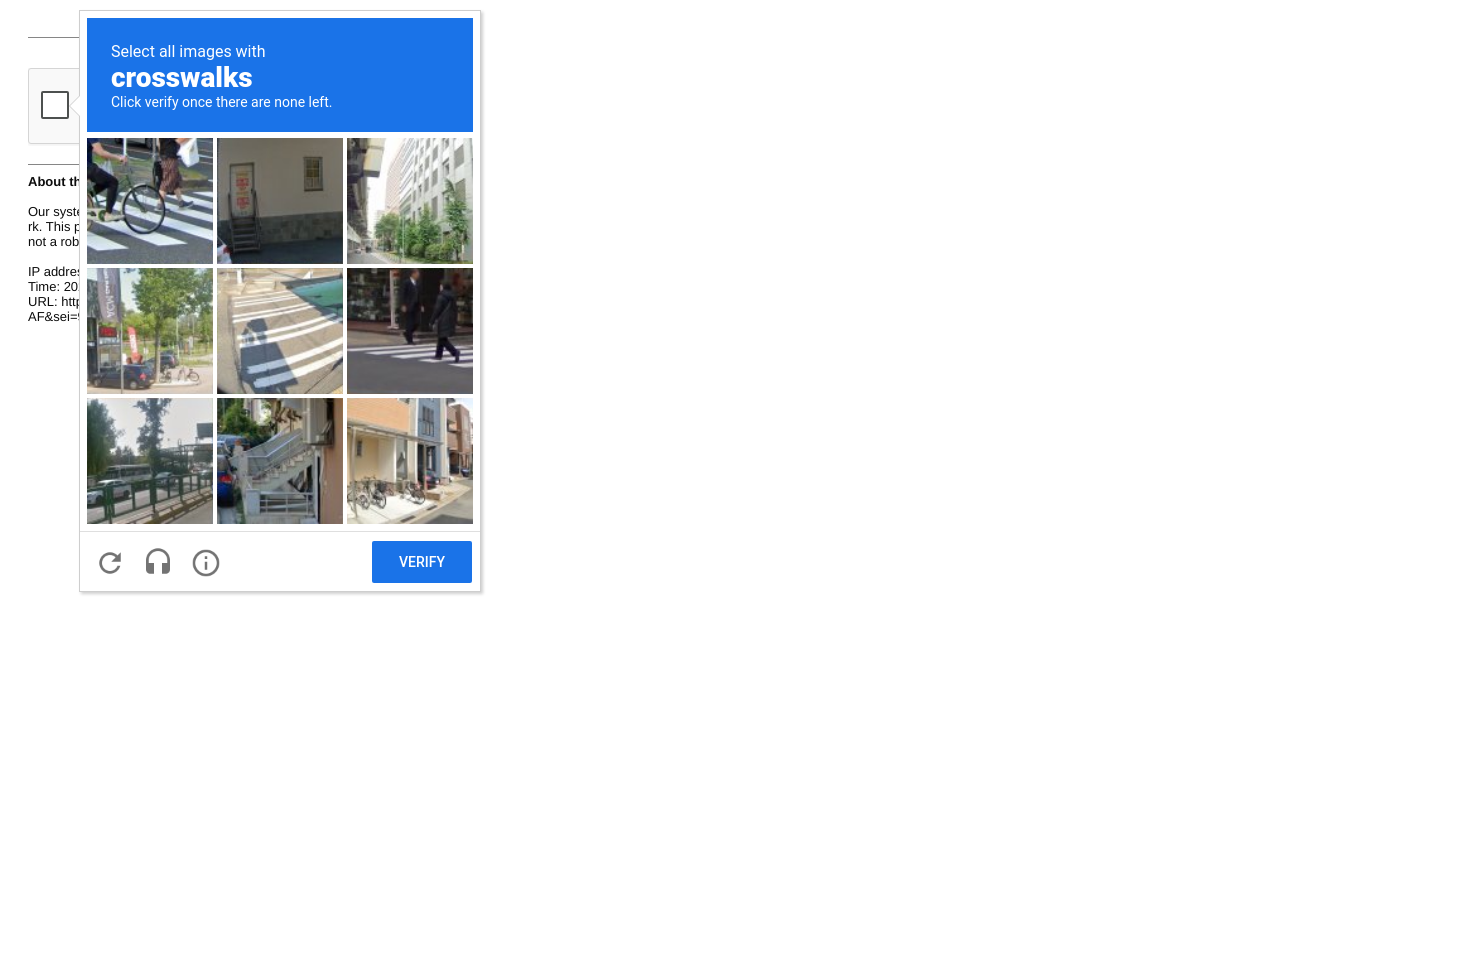 Select all images with
crosswalks
Click verify once there are none left.
About th
Our syste
rk. This p
not a rob
IP addres
Time: 20
URL: http
AF&sei=
VERIFY